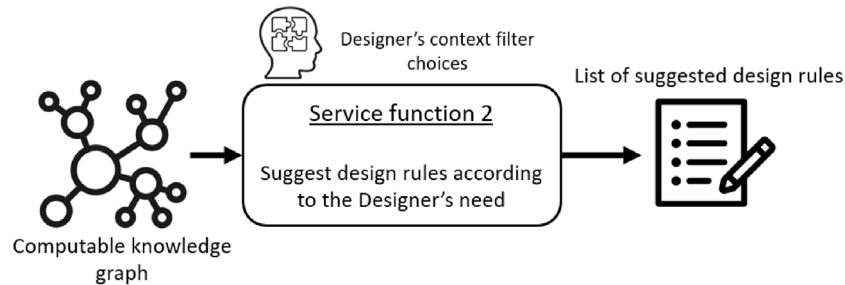 Designer's context filter
choices
List of suggested design rules
Service function 2
Suggest design rules according
to the Designer's need
Computable knowledge
graph